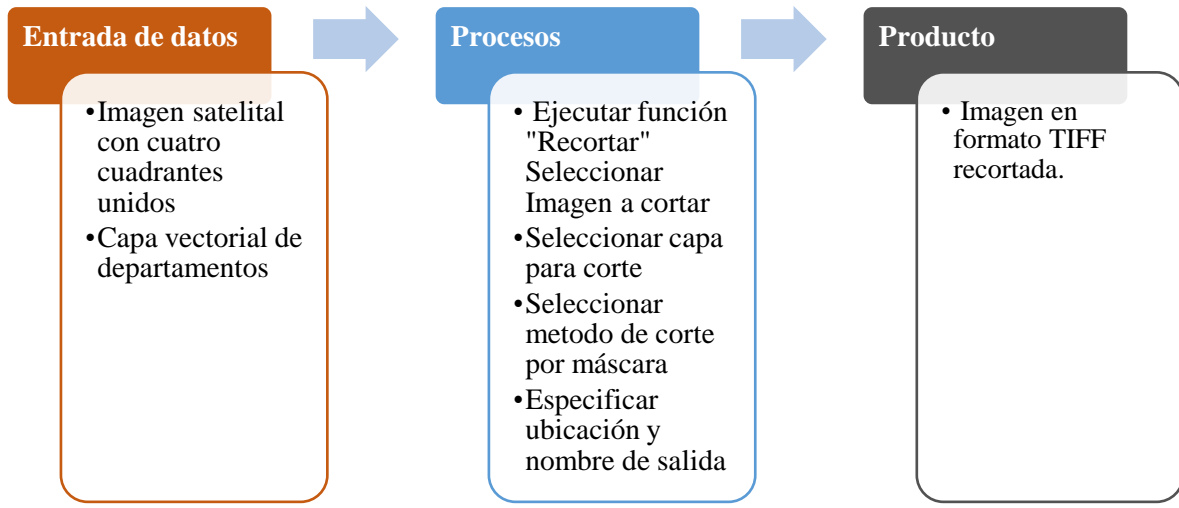 Entrada de datos
•Imagen satelital
con cuatro
cuadrantes
unidos
•Capa vectorial de
departamentos
Procesos
• Ejecutar función
"Recortar"
Seleccionar
Imagen a cortar
•Seleccionar capa
para corte
•Seleccionar
metodo de corte
por máscara
•Especificar
ubicación y
nombre de salida
Producto
• Imagen en
formato TIFF
recortada.